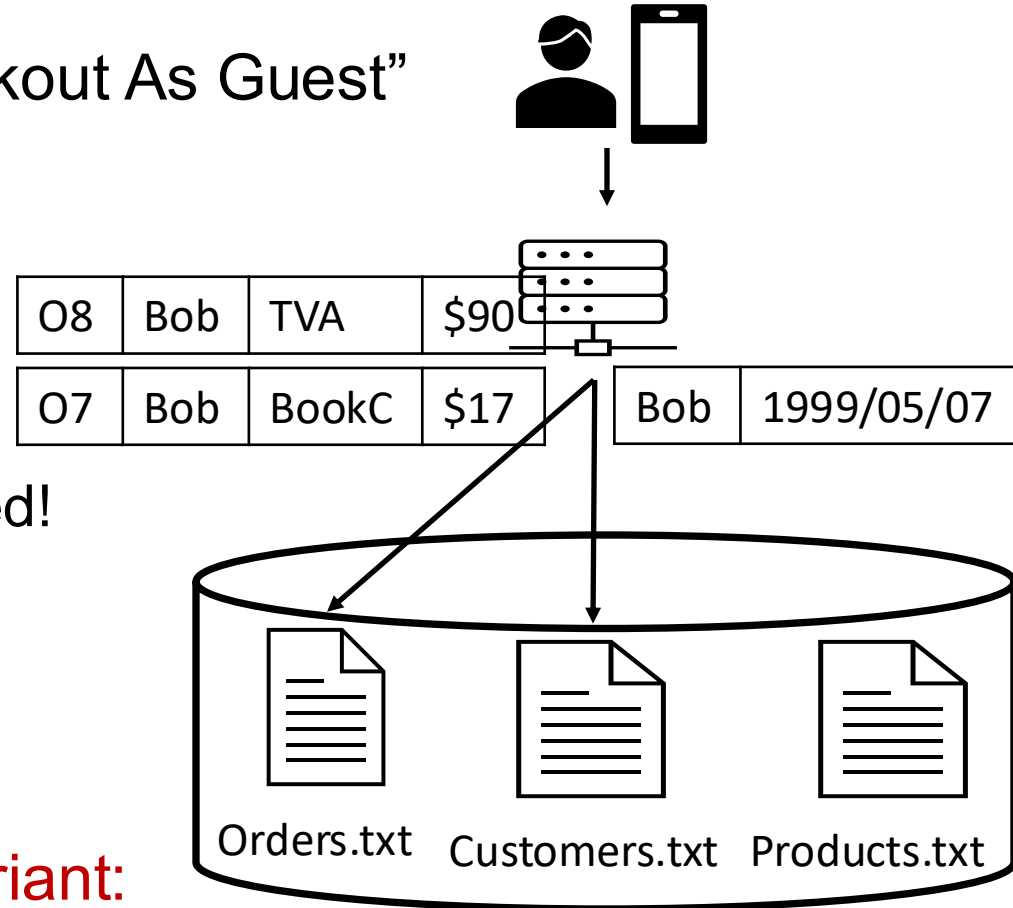 kout As Guest”
O8 Bob TVA $90
O7 Bob BookC $17
Bob 1999/05/07
ed!
Orders.txt Customers.txt Products.txt
riant: